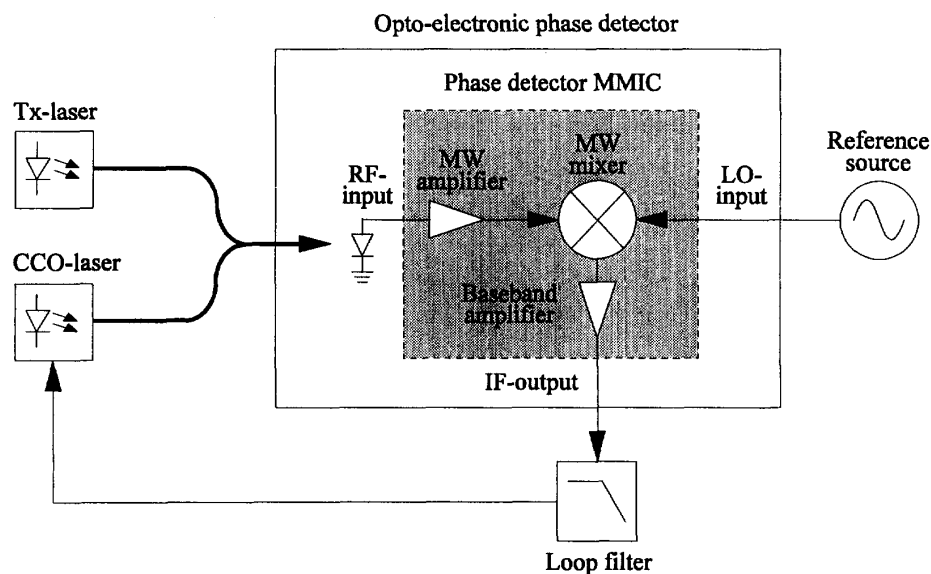 Opto-electronic phase detector
Phase detector MMIC
Tx-laser
MW
amplifier
MW
mixer
RF-
input
LO-
input
Reference
source
CCO-laser
Baseband
amplifier
IF-output
Loop filter